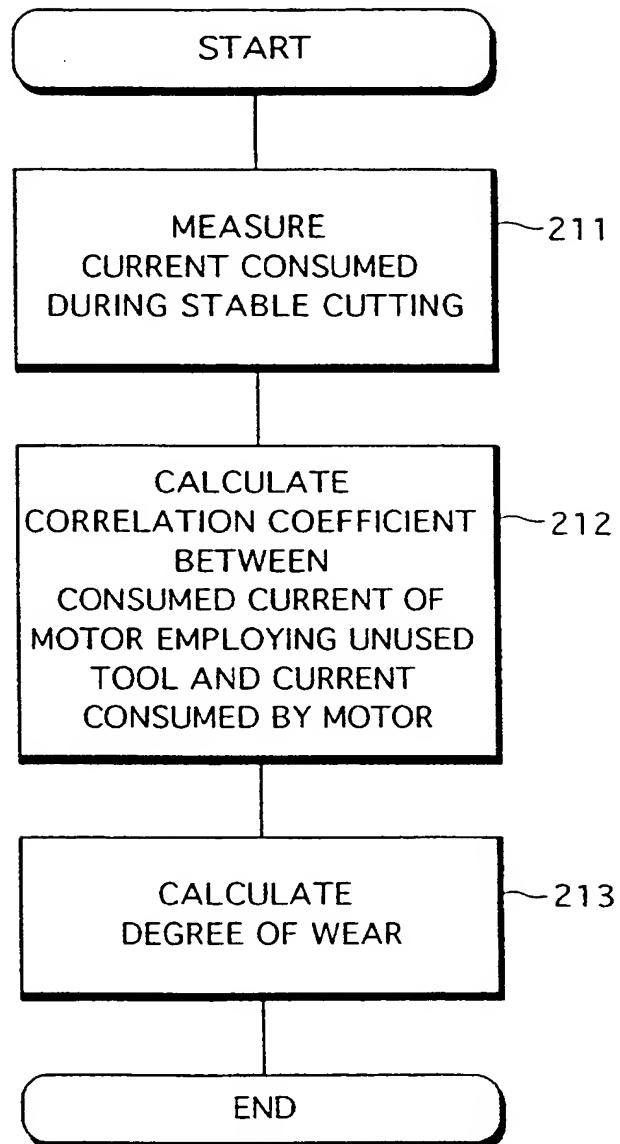 START
MEASURE
CURRENT CONSUMED
DURING STABLE CUTTING
211
CALCULATE
CORRELATION COEFFICIENT
BETWEEN
CONSUMED CURRENT OF
MOTOR EMPLOYING UNUSED
TOOL AND CURRENT
CONSUMED BY MOTOR
212
CALCULATE
DEGREE OF WEAR
213
END